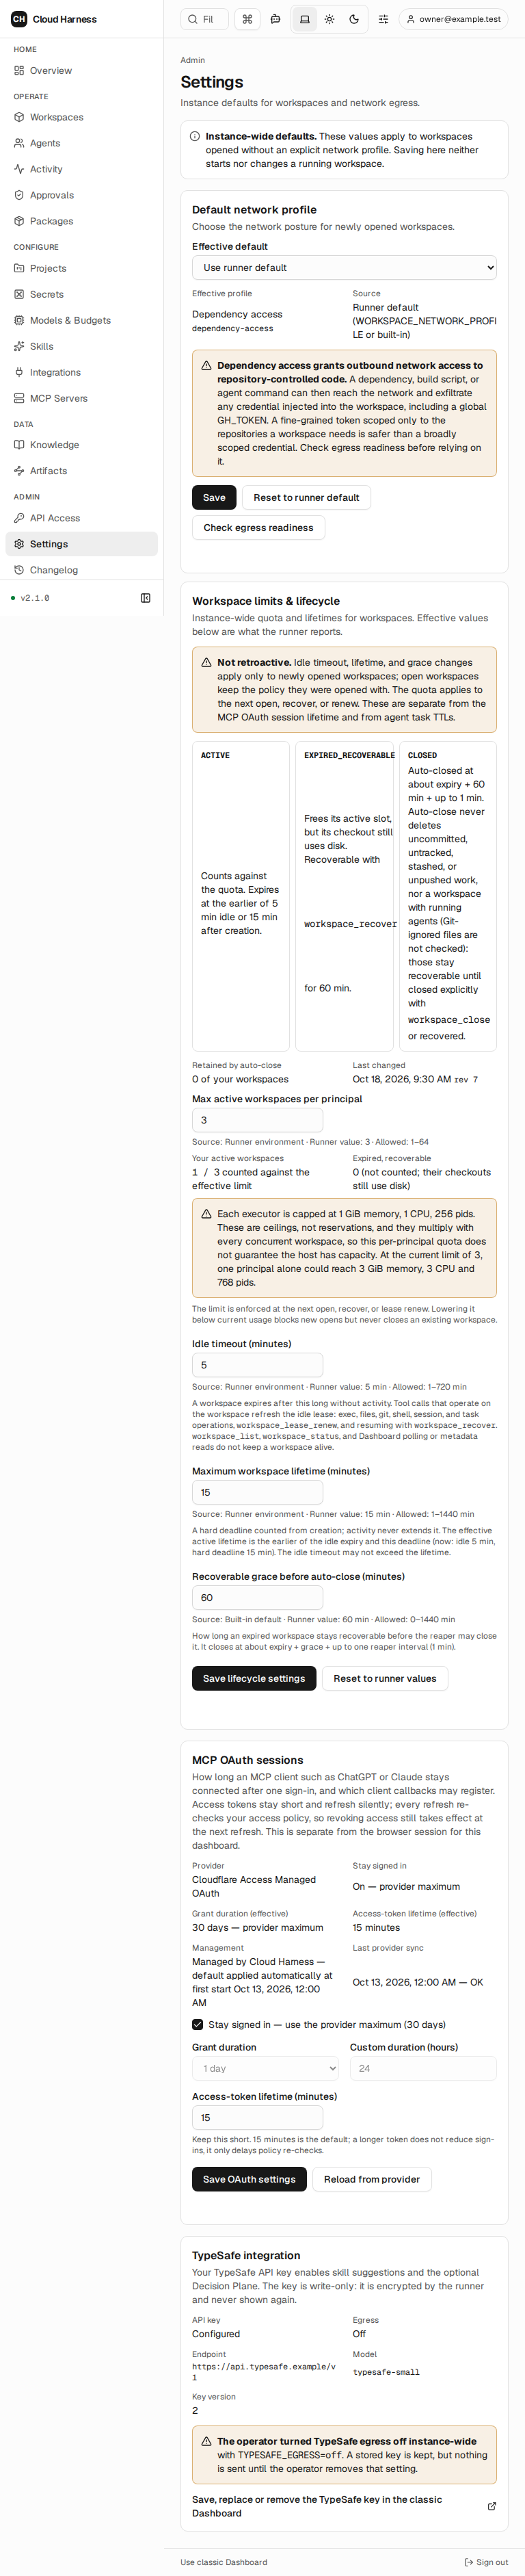 CH Cloud Harness
HOME
Overview
OPERATE
Workspaces
Agents
Activity
Approvals
Packages
CONFIGURE
Projects
Secrets
Models & Budgets
Skills
Integrations
MCP Servers
DATA
Knowledge
Artifacts
ADMIN
API Access
Settings
Changelog
v2.1.0
Fil
owner@example.test
Admin
Settings
Instance defaults for workspaces and network egress.
Instance-wide defaults. These values apply to workspaces
opened without an explicit network profile. Saving here neither
starts nor changes a running workspace.
Default network profile
Choose the network posture for newly opened workspaces.
Effective default
Use runner default
Effective profile
Dependency access
dependency-access
Source
Runner default
(WORKSPACE_NETWORK_PROFI
LE or built-in)
Dependency access grants outbound network access to
repository-controlled code. A dependency, build script, or
agent command can then reach the network and exfiltrate
any credential injected into the workspace, including a global
GH_TOKEN. A fine-grained token scoped only to the
repositories a workspace needs is safer than a broadly
scoped credential. Check egress readiness before relying on
it.
Save
Reset to runner default
Check egress readiness
Workspace limits & lifecycle
Instance-wide quota and lifetimes for workspaces. Effective values
below are what the runner reports.
Not retroactive. Idle timeout, lifetime, and grace changes
apply only to newly opened workspaces; open workspaces
keep the policy they were opened with. The quota applies to
the next open, recover, or renew. These are separate from the
MCP OAuth session lifetime and from agent task TTLs.
ACTIVE
Counts against
the quota. Expires
at the earlier of 5
min idle or 15 min
after creation.
EXPIRED_RECOVERABLE
Frees its active slot,
but its checkout still
uses disk.
Recoverable with
workspace_recover
for 60 min.
CLOSED
Auto-closed at
about expiry + 60
min + up to 1 min.
Auto-close never
deletes
uncommitted,
untracked,
stashed, or
unpushed work,
nor a workspace
with running
agents (Git-
ignored files are
not checked):
those stay
recoverable until
closed explicitly
with
workspace_close
or recovered.
Retained by auto-close
0 of your workspaces
Last changed
Oct 18, 2026, 9:30 AM rev 7
Max active workspaces per principal
3
Source: Runner environment · Runner value: 3 · Allowed: 1–64
Your active workspaces
1 / 3 counted against the
effective limit
Expired, recoverable
0 (not counted; their checkouts
still use disk)
Each executor is capped at 1 GiB memory, 1 CPU, 256 pids.
These are ceilings, not reservations, and they multiply with
every concurrent workspace, so this per-principal quota does
not guarantee the host has capacity. At the current limit of 3,
one principal alone could reach 3 GiB memory, 3 CPU and
768 pids.
The limit is enforced at the next open, recover, or lease renew. Lowering it
below current usage blocks new opens but never closes an existing workspace.
Idle timeout (minutes)
5
Source: Runner environment · Runner value: 5 min · Allowed: 1–720 min
A workspace expires after this long without activity. Tool calls that operate on
the workspace refresh the idle lease: exec, files, git, shell, session, and task
operations, workspace_lease_renew, and resuming with workspace_recover.
workspace_list, workspace_status, and Dashboard polling or metadata
reads do not keep a workspace alive.
Maximum workspace lifetime (minutes)
15
Source: Runner environment · Runner value: 15 min · Allowed: 1–1440 min
A hard deadline counted from creation; activity never extends it. The effective
active lifetime is the earlier of the idle expiry and this deadline (now: idle 5 min,
hard deadline 15 min). The idle timeout may not exceed the lifetime.
Recoverable grace before auto-close (minutes)
60
Source: Built-in default · Runner value: 60 min · Allowed: 0–1440 min
How long an expired workspace stays recoverable before the reaper may close
it. It closes at about expiry + grace + up to one reaper interval (1 min).
Save lifecycle settings
Reset to runner values
MCP OAuth sessions
How long an MCP client such as ChatGPT or Claude stays
connected after one sign-in, and which client callbacks may register.
Access tokens stay short and refresh silently; every refresh re-
checks your access policy, so revoking access still takes effect at
the next refresh. This is separate from the browser session for this
dashboard.
Provider
Cloudflare Access Managed
OAuth
Stay signed in
On — provider maximum
Grant duration (effective)
30 days — provider maximum
Access-token lifetime (effective)
15 minutes
Management
Managed by Cloud Harness —
default applied automatically at
first start Oct 13, 2026, 12:00
AM
Last provider sync
Oct 13, 2026, 12:00 AM — OK
Stay signed in — use the provider maximum (30 days)
Grant duration
1 day
Custom duration (hours)
24
Access-token lifetime (minutes)
15
Keep this short. 15 minutes is the default; a longer token does not reduce sign-
ins, it only delays policy re-checks.
Save OAuth settings
Reload from provider
TypeSafe integration
Your TypeSafe API key enables skill suggestions and the optional
Decision Plane. The key is write-only: it is encrypted by the runner
and never shown again.
API key
Configured
Egress
Off
Endpoint
https://api.typesafe.example/v
1
Model
typesafe-small
Key version
2
The operator turned TypeSafe egress off instance-wide
with TYPESAFE_EGRESS=off. A stored key is kept, but nothing
is sent until the operator removes that setting.
Save, replace or remove the TypeSafe key in the classic
Dashboard
Use classic Dashboard
Sign out